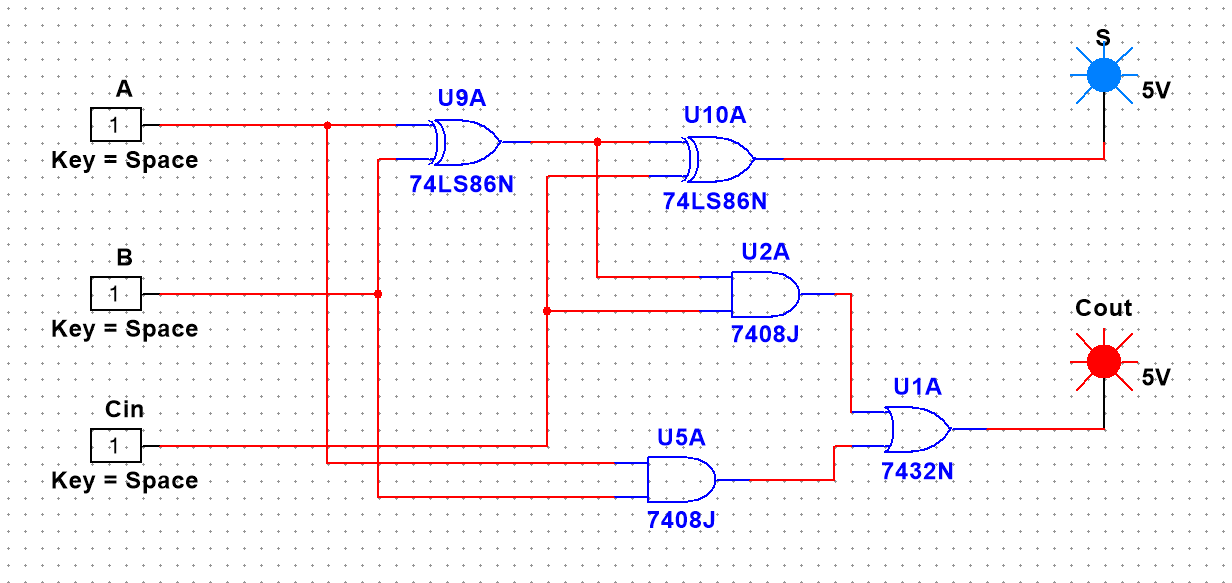 S
5V
A
1
Key = Space
U9A
74LS86N
U10A
74LS86N
B
1
Key = Space
U2A
7408J
Cout
5V
Cin
1
Key = Space
U1A
7432N
U5A
7408J